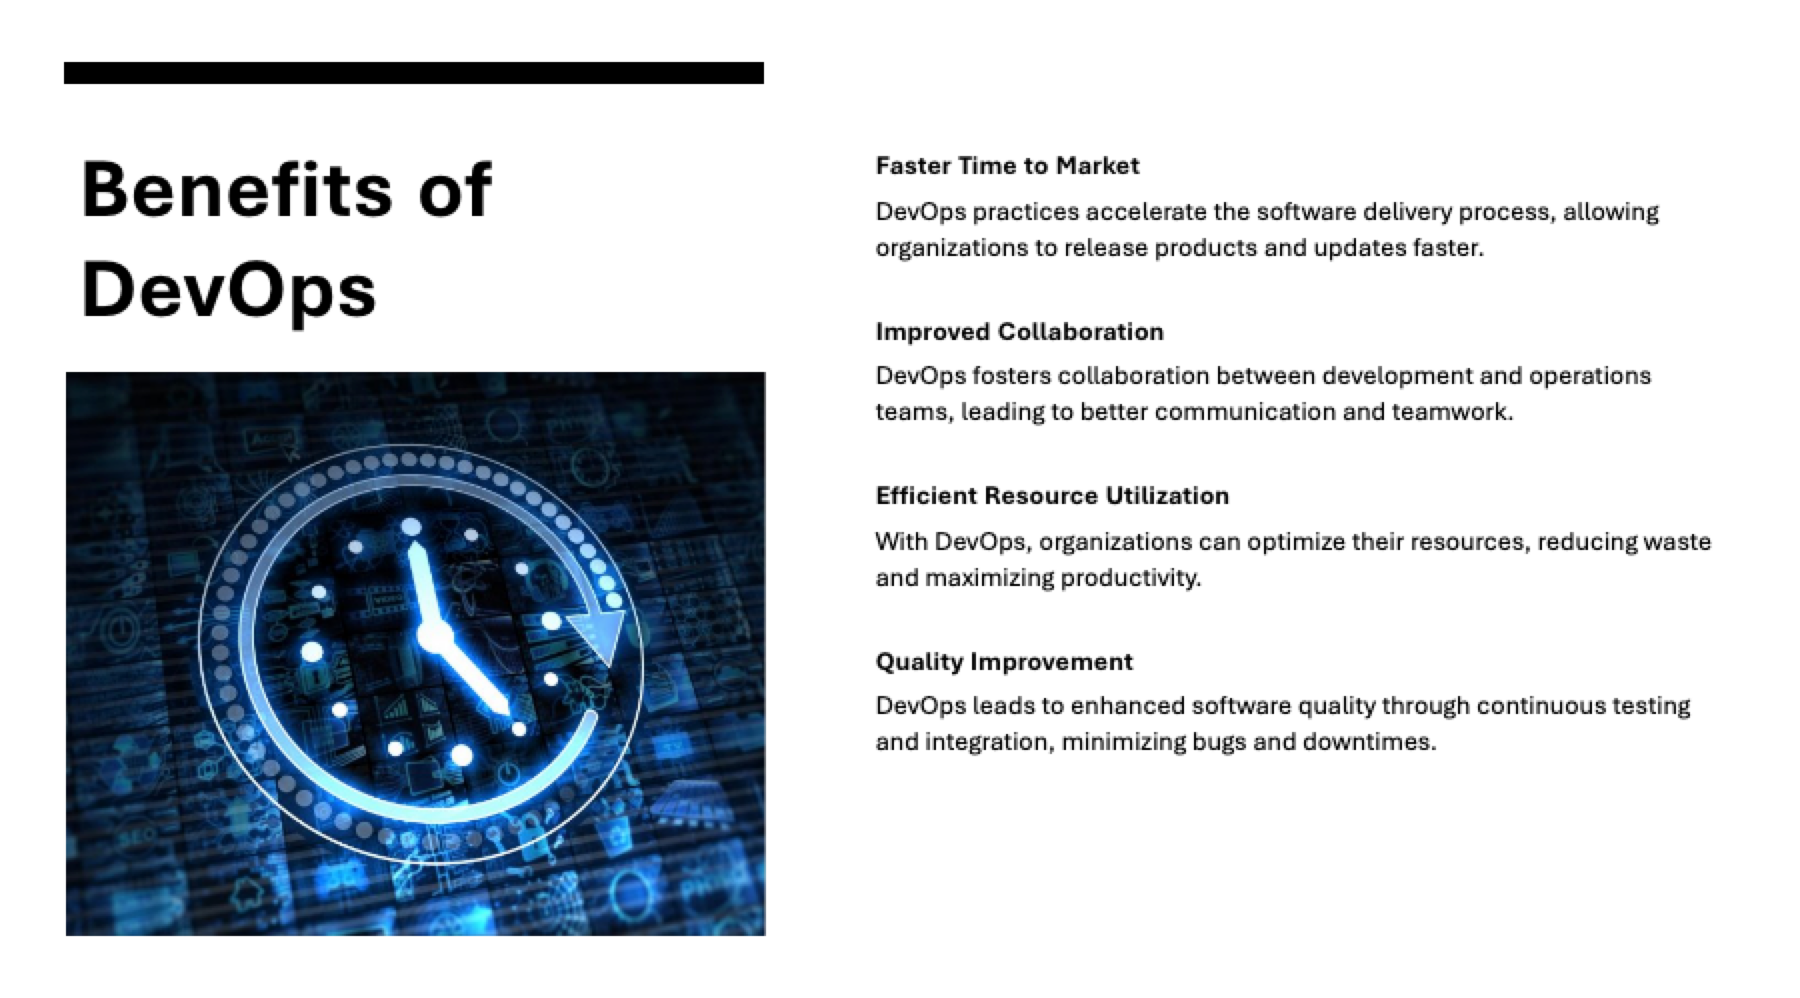 Benefits of
DevOps
Faster Time to Market
DevOps practices accelerate the software delivery process, allowing
organizations to release products and updates faster.
Improved Collaboration
DevOps fosters collaboration between development and operations
teams, leading to better communication and teamwork.
Efficient Resource Utilization
With DevOps, organizations can optimize their resources, reducing waste
and maximizing productivity.
Quality Improvement
DevOps leads to enhanced software quality through continuous testing
and integration, minimizing bugs and downtimes.
SEO